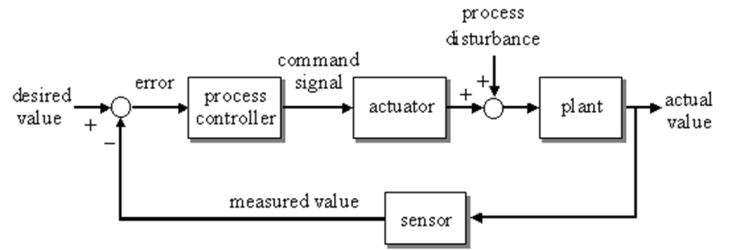 process
disturbance
command
signal
error
desired
value
process
controller
actuator
plant
actual
value
+
−
+
+
measured value
sensor